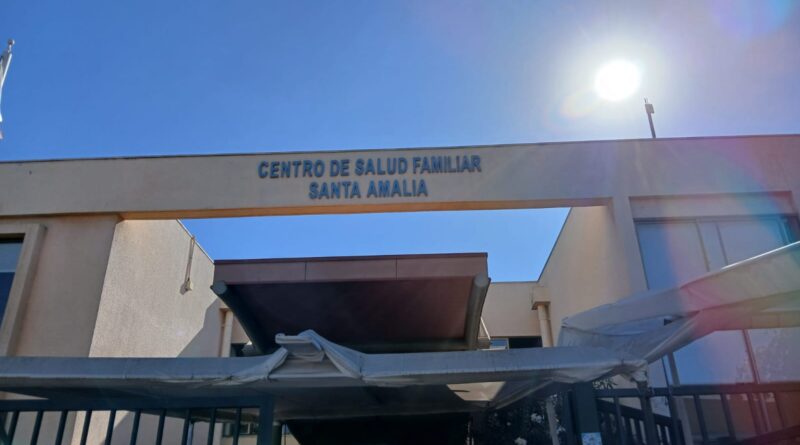 CENTRO DE SALUD FAMILIAR
SANTA AMALIA